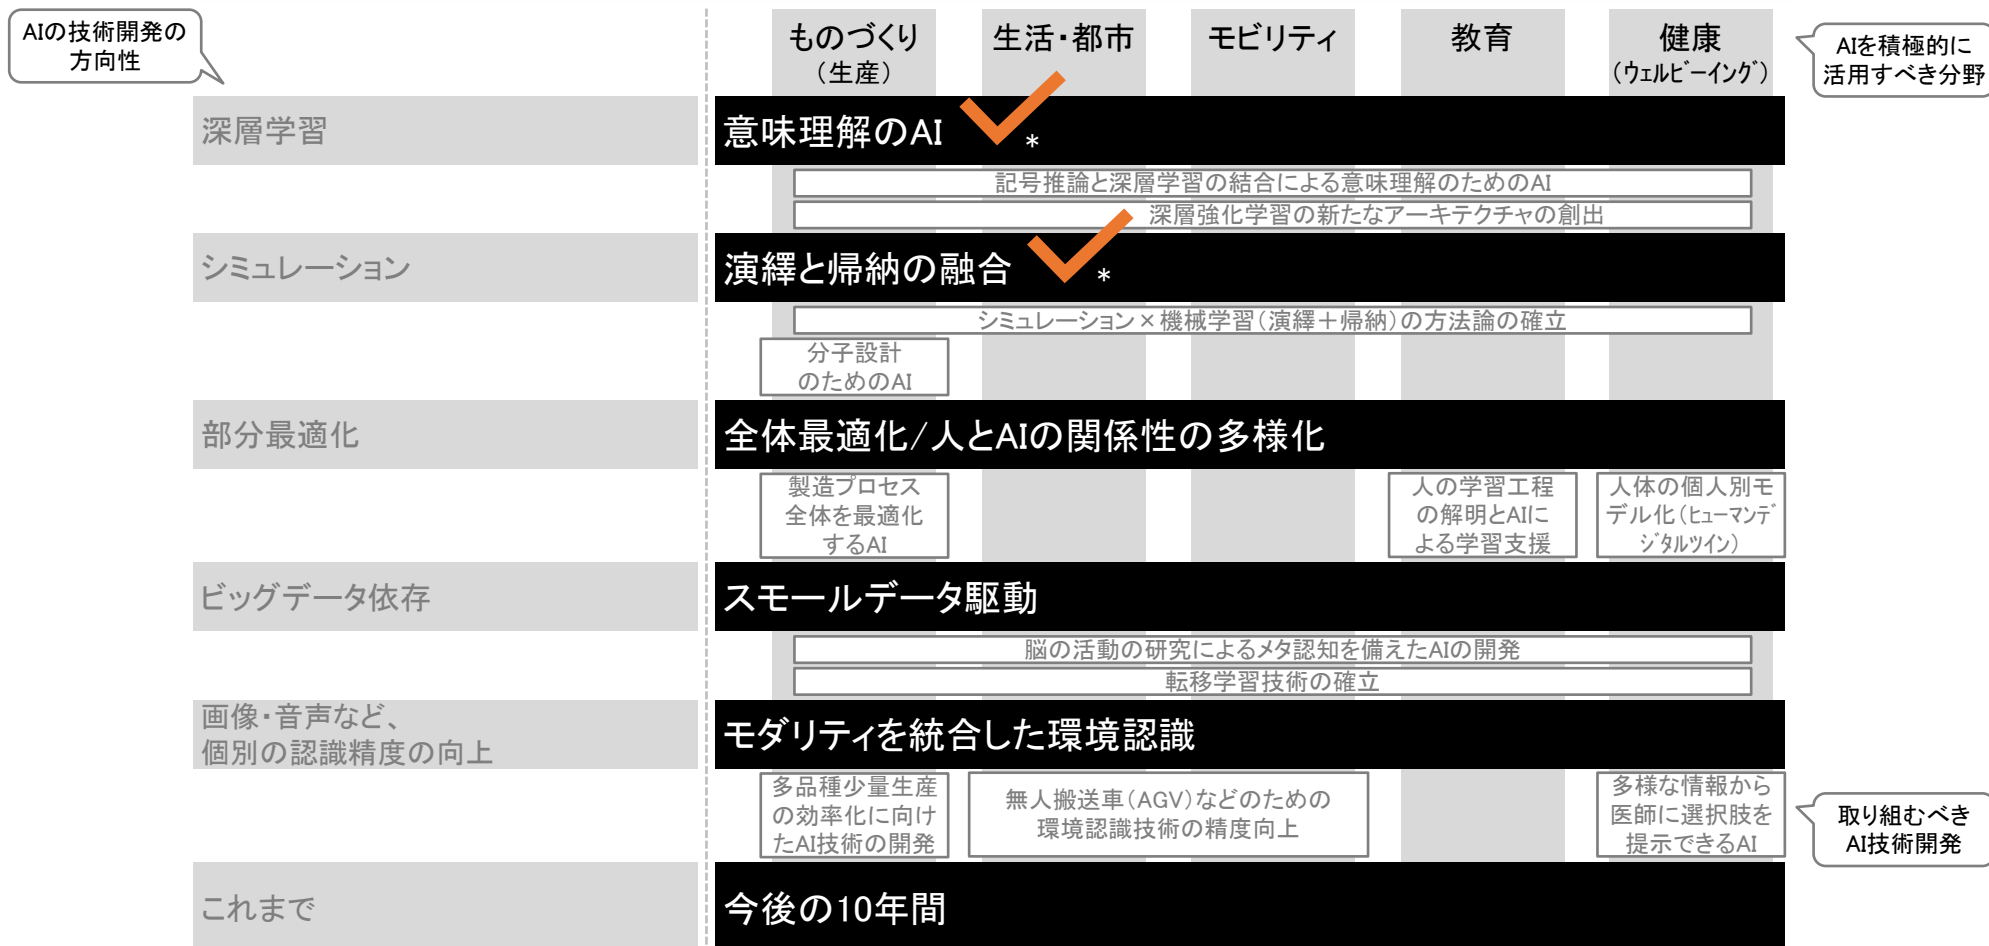 AIの技術開発の
方向性
ものづくり
（生産）
生活・都市
モビリティ
教育
健康
（ｳｪﾙﾋﾞｰｲﾝｸﾞ）
AIを積極的に
活用すべき分野
深層学習
意味理解のAI
*
記号推論と深層学習の結合による意味理解のためのAI
深層強化学習の新たなアーキテクチャの創出
シミュレーション
演繹と帰納の融合
*
シミュレーション×機械学習（演繹＋帰納）の方法論の確立
分子設計
のためのAI
部分最適化
全体最適化/人とAIの関係性の多様化
製造プロセス
全体を最適化
するAI
人の学習工程
の解明とAIに
よる学習支援
人体の個人別モ
デル化（ﾋｭｰﾏﾝﾃﾞ
ｼﾞﾀﾙﾂｲﾝ）
ビッグデータ依存
スモールデータ駆動
脳の活動の研究によるメタ認知を備えたAIの開発
転移学習技術の確立
画像・音声など、
個別の認識精度の向上
モダリティを統合した環境認識
多品種少量生産
の効率化に向け
たAI技術の開発
無人搬送車（AGV）などのための
環境認識技術の精度向上
多様な情報から
医師に選択肢を
提示できるAI
取り組むべき
AI技術開発
これまで
今後の10年間